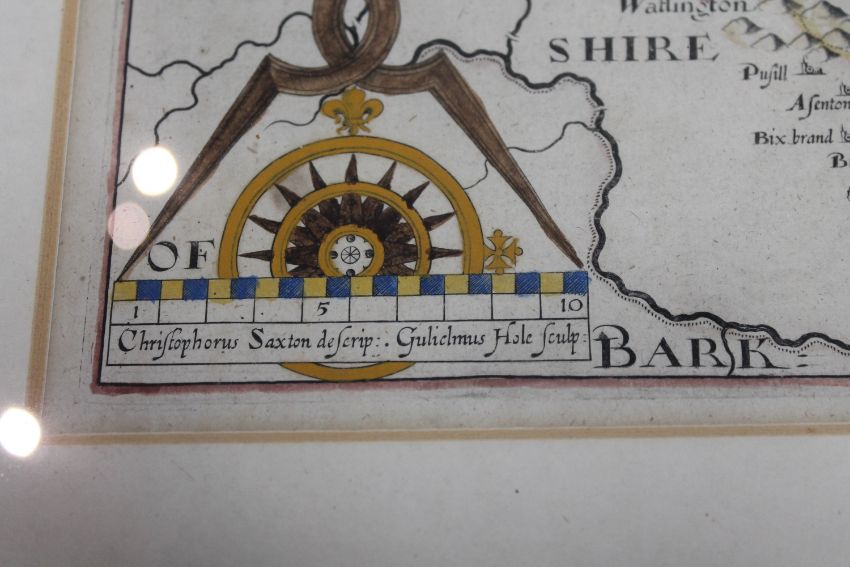 Watlington
SHIRE
Pusill
Asenton
Bix brand
B
OF
1 5 10
Christophorus Saxton descrip:. Gulielmus Hole sculp:
BARK: